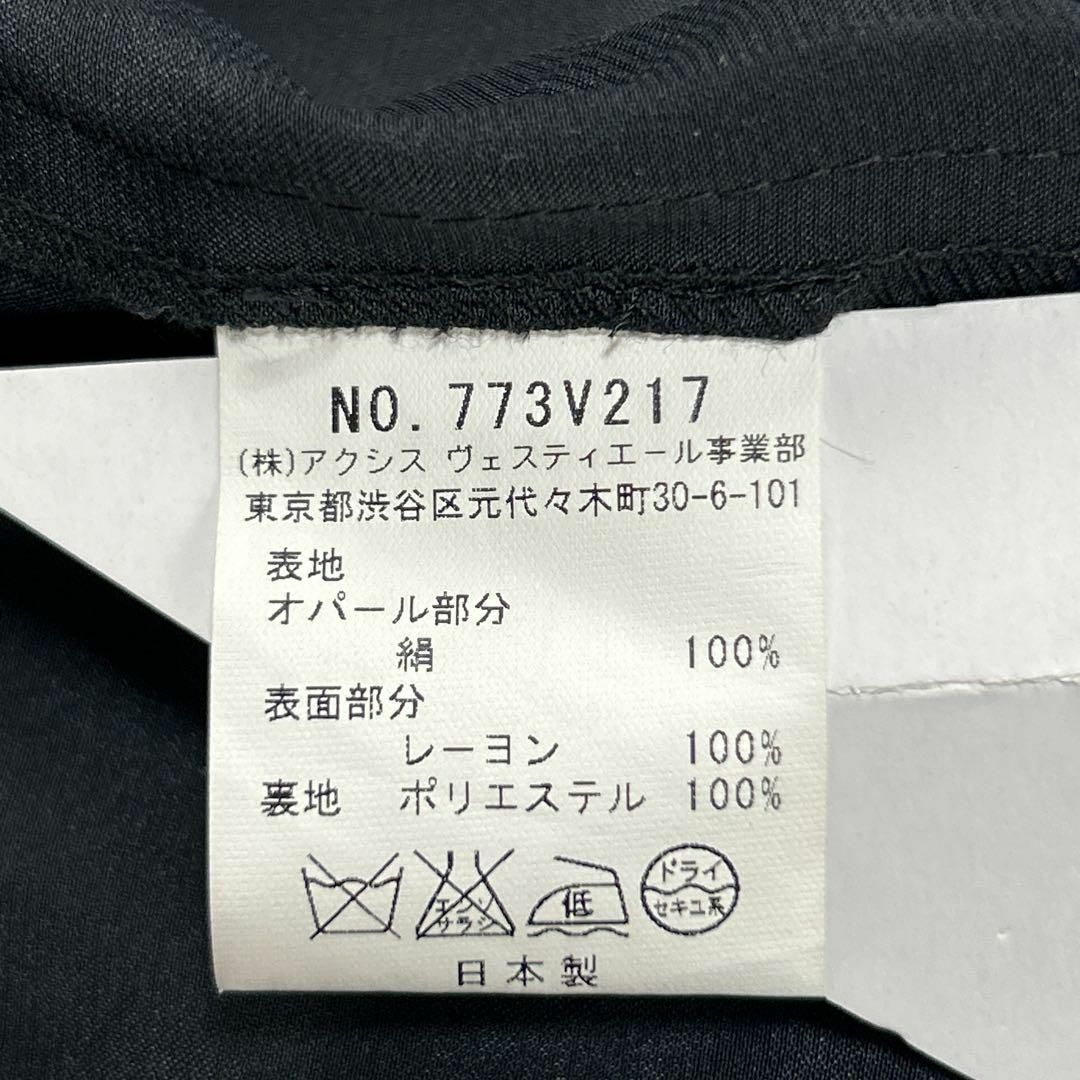 NO. 773V217
(株)アクシス ヴェスティエール事業部
東京都渋谷区元代々木町30-6-101
表地
オパール部分
絹 100%
表面部分
レーヨン 100%
裏地 ポリエステル 100%
エンソ
サラシ
低
ドライ
セキユ系
日本製